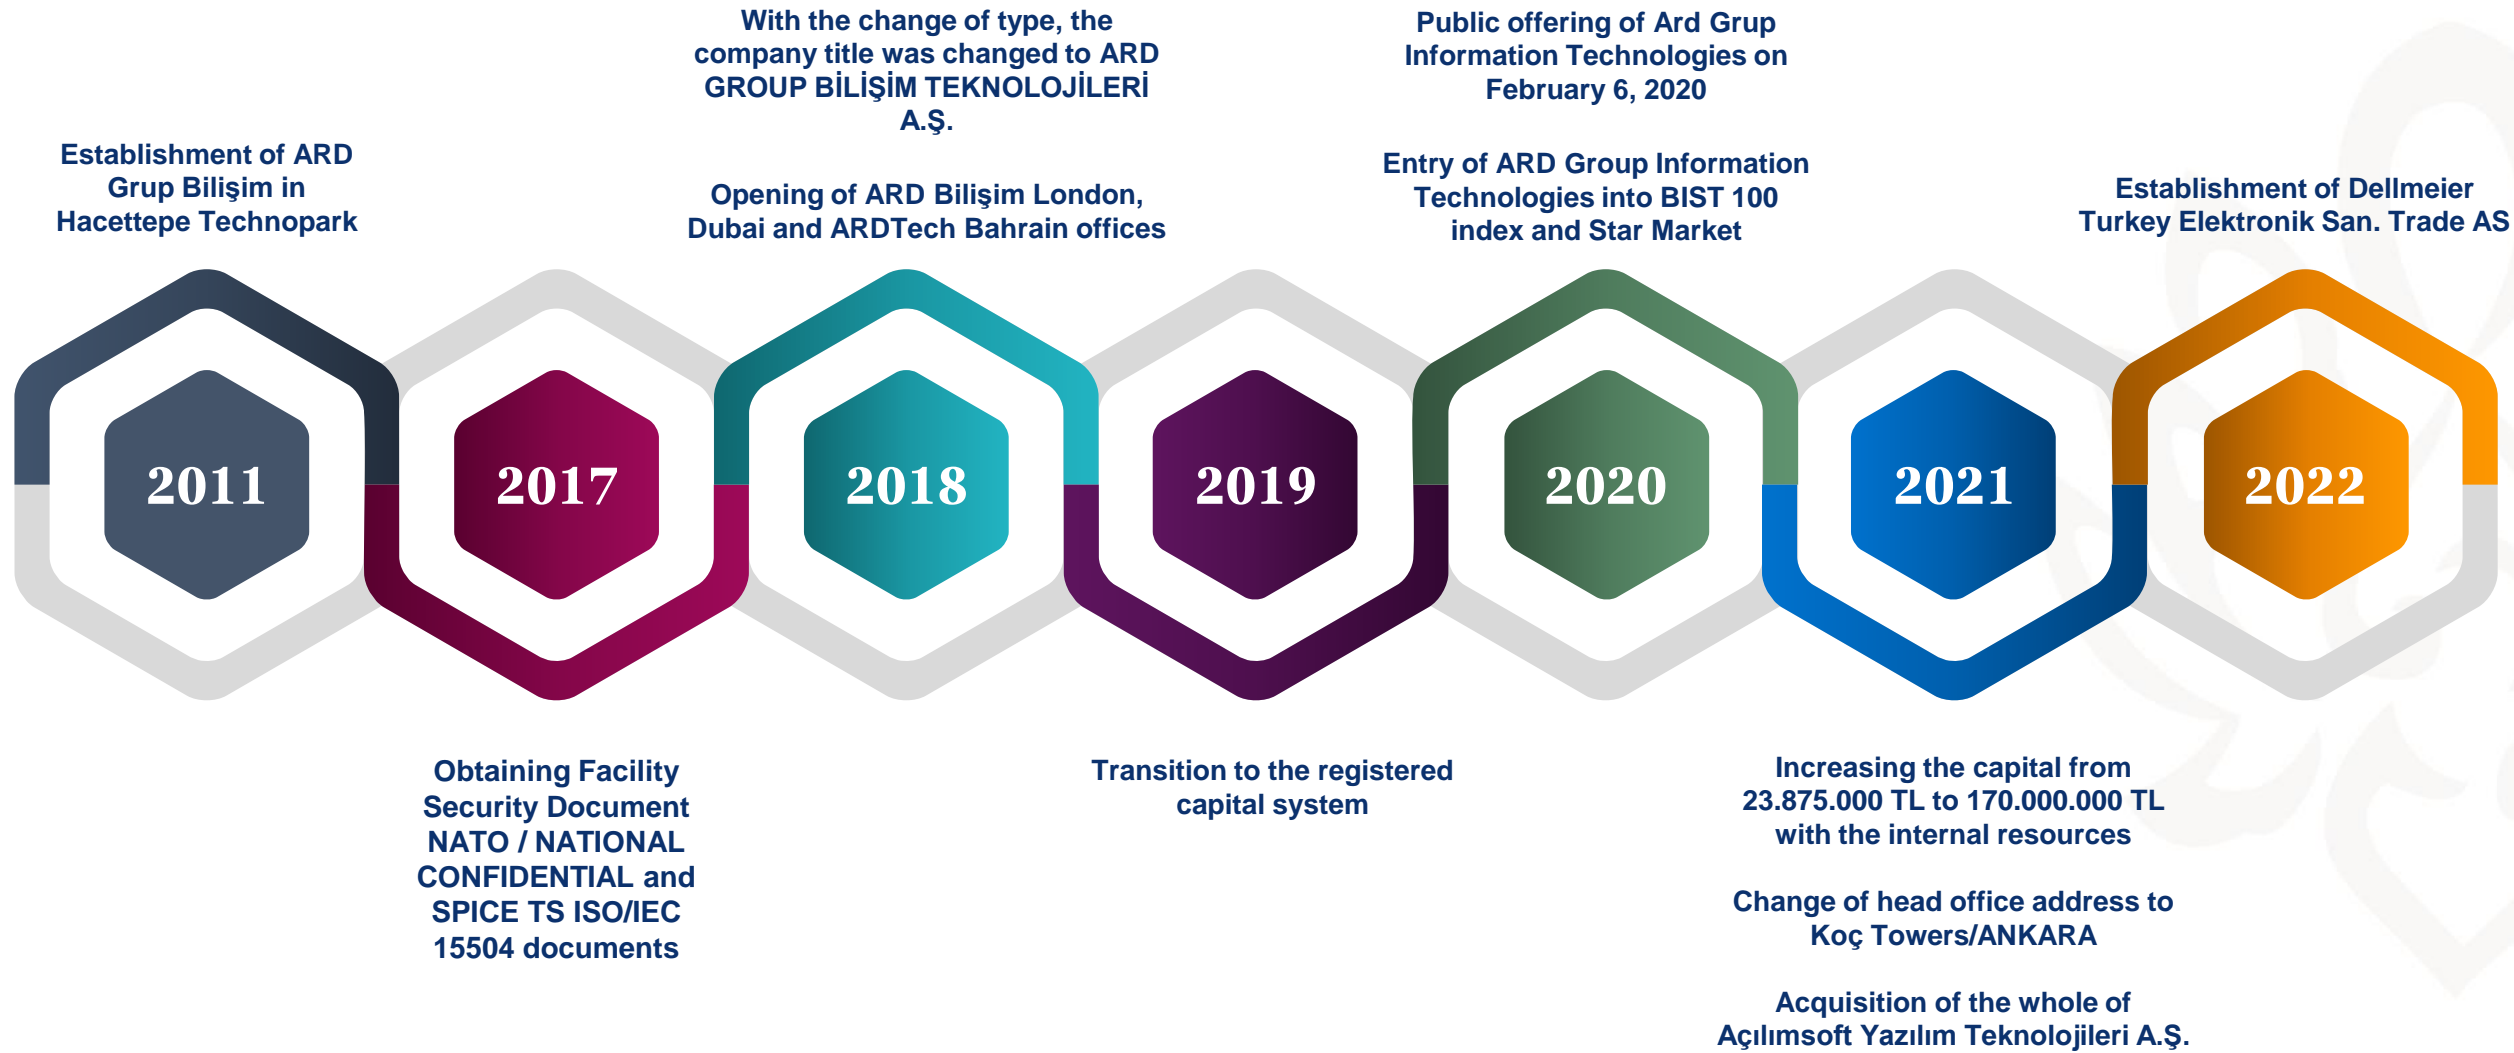 Establishment of ARD
Grup Bilişim in
Hacettepe Technopark
2011
2017
Obtaining Facility
Security Document
NATO / NATIONAL
CONFIDENTIAL and
SPICE TS ISO/IEC
15504 documents
With the change of type, the
company title was changed to ARD
GROUP BİLİŞİM TEKNOLOJİLERİ
A.Ş.
Opening of ARD Bilişim London,
Dubai and ARDTech Bahrain offices
2018
2019
Transition to the registered
capital system
Public offering of Ard Grup
Information Technologies on
February 6, 2020
Entry of ARD Group Information
Technologies into BIST 100
index and Star Market
2020
2021
Increasing the capital from
23.875.000 TL to 170.000.000 TL
with the internal resources
Change of head office address to
Koç Towers/ANKARA
Acquisition of the whole of
Açılımsoft Yazılım Teknolojileri A.Ş.
Establishment of Dellmeier
Turkey Elektronik San. Trade AS
2022